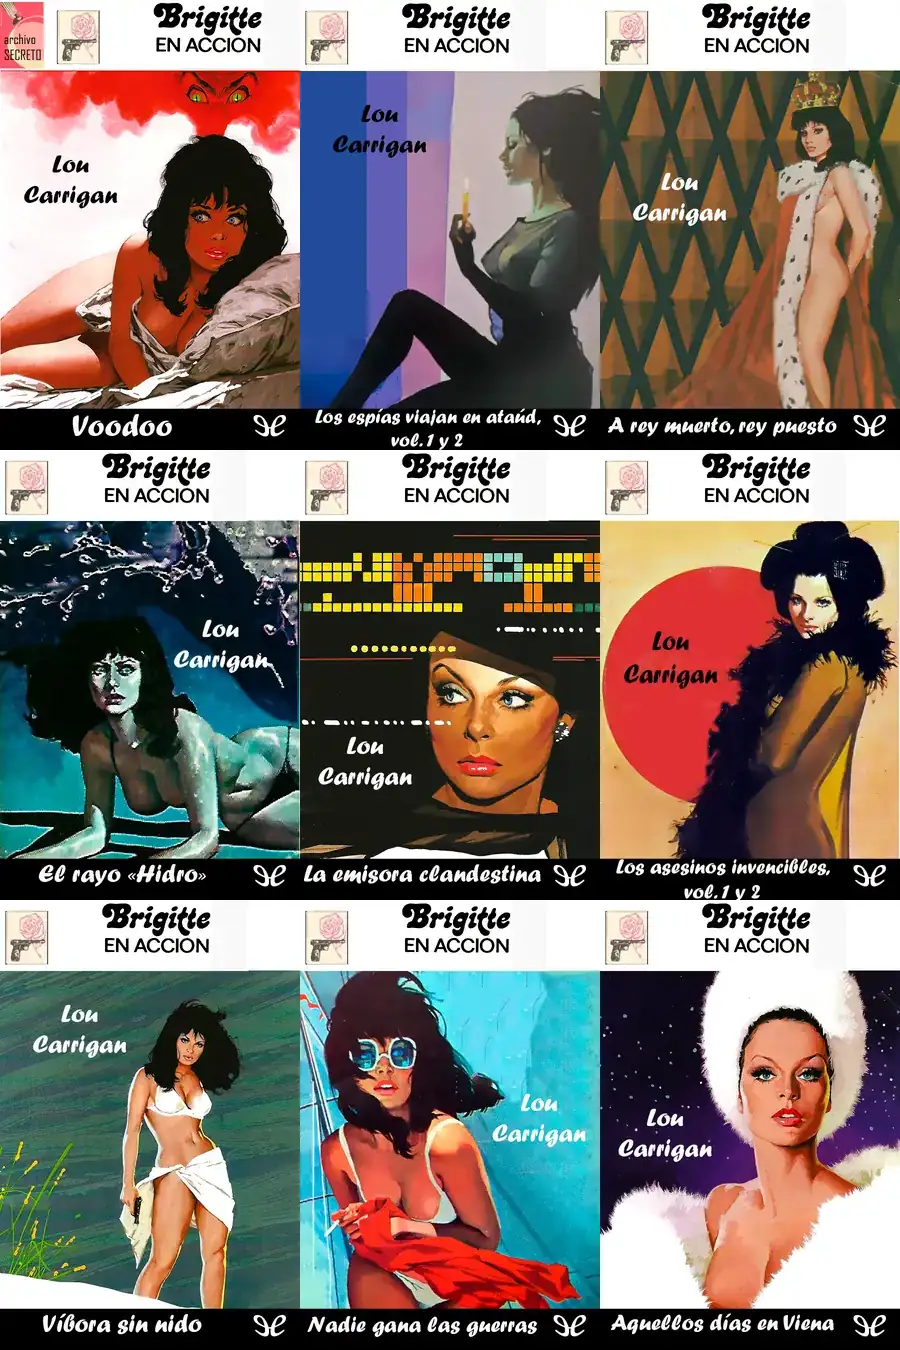 archivo
SECRETO
Brigitte
EN ACCION
Lou
Carrigan
Voodoo
Brigitte
EN ACCION
Lou
Carrigan
Los espías viajan en ataúd,
vol. 1 y 2
Brigitte
EN ACCION
Lou
Carrigan
A rey muerto, rey puesto
Brigitte
EN ACCION
Lou
Carrigan
El rayo «Hidro»
Brigitte
EN ACCION
Lou
Carrigan
La emisora clandestina
Brigitte
EN ACCION
Lou
Carrigan
Los asesinos invencibles,
vol. 1 y 2
Brigitte
EN ACCION
Lou
Carrigan
Víbora sin nido
Brigitte
EN ACCION
Lou
Carrigan
Nadie gana las guerras
Brigitte
EN ACCION
Lou
Carrigan
Aquellos días en Viena